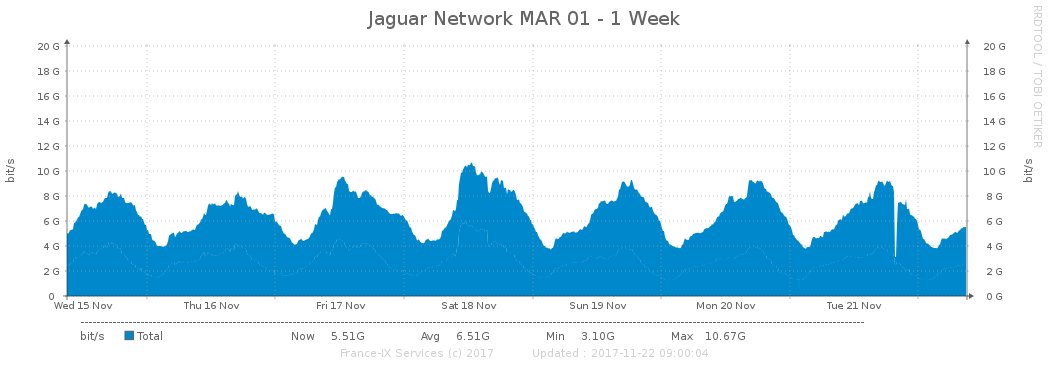 Jaguar Network MAR 01 - 1 Week
RRDTOOL / TOBI OETIKER
20 G 20 G
18 G 18 G
16 G 16 G
14 G 14 G
12 G 12 G
10 G 10 G
8 G 8 G
6 G 6 G
4 G 4 G
2 G 2 G
0 0 G
bit/s bit/s
Wed 15 Nov Thu 16 Nov Fri 17 Nov Sat 18 Nov Sun 19 Nov Mon 20 Nov Tue 21 Nov
bit/s Total Now 5.51G Avg 6.51G Min 3.10G Max 10.67G
France-IX Services (c) 2017 Updated : 2017-11-22 09:00:04